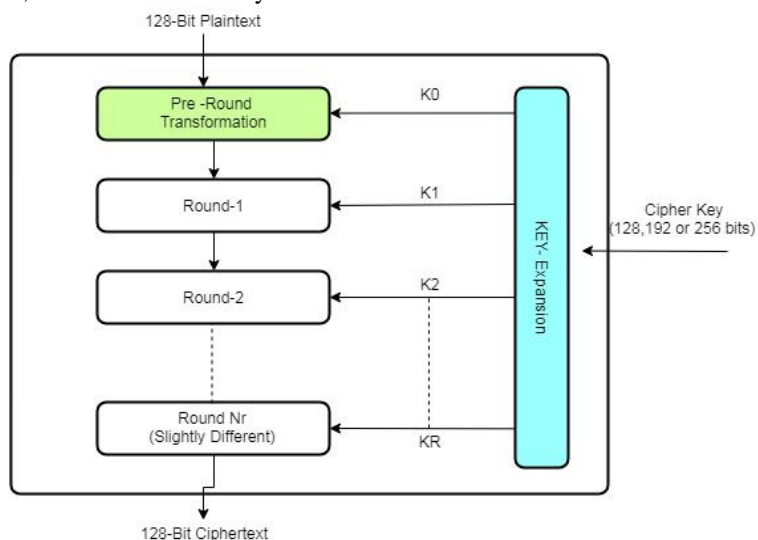 128-Bit Plaintext
Pre -Round
Transformation
K0
Round-1
K1
Cipher Key
(128,192 or 256 bits)
KEY- Expansion
Round-2
K2
Round Nr
(Slightly Different)
KR
128-Bit Ciphertext